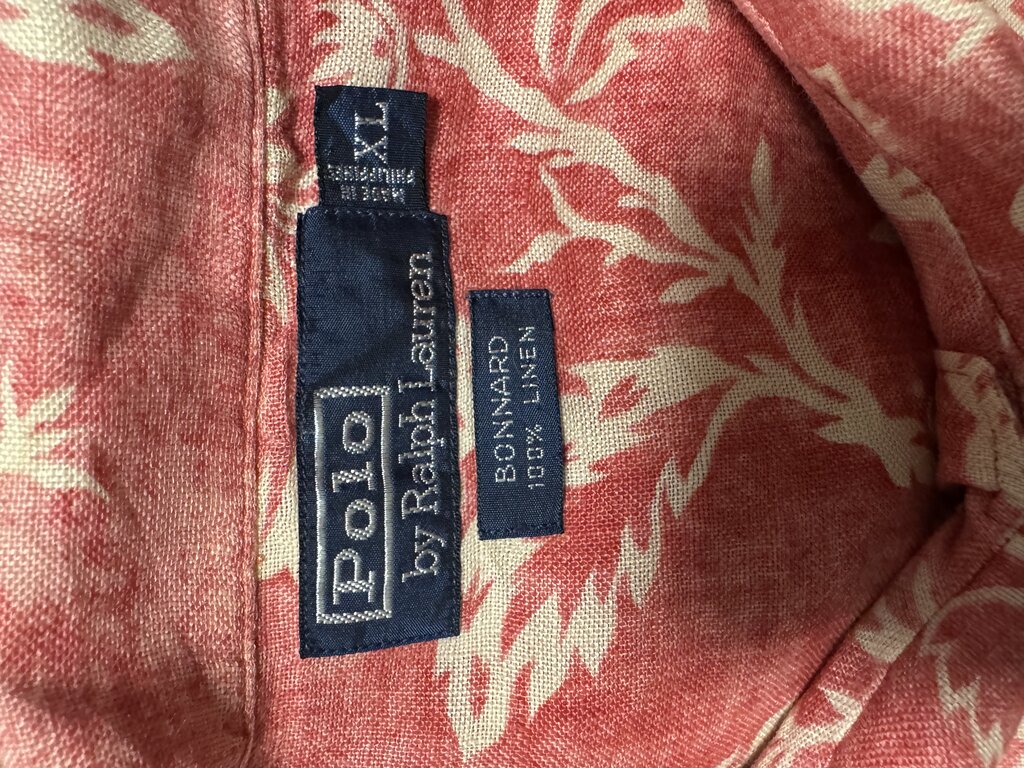 Polo
by Ralph Lauren
XL
MADE IN
PHILIPPINES
BONNARD
100% LINEN